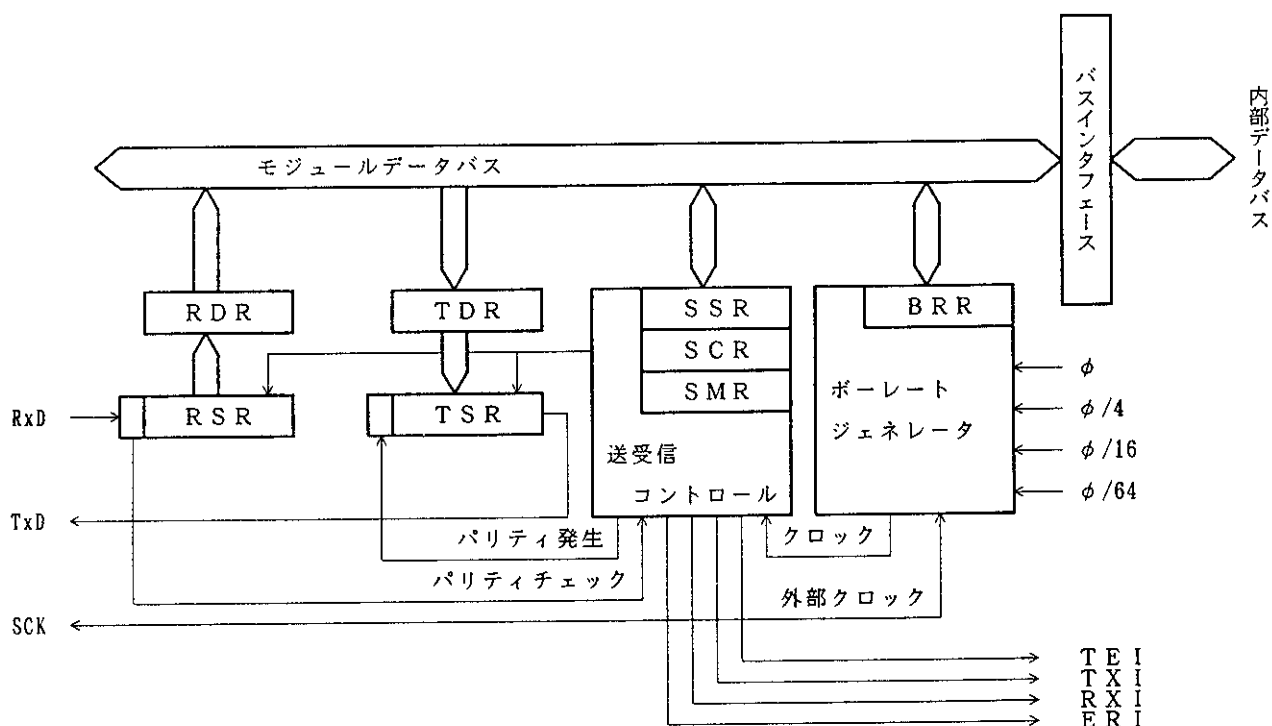 バスインタフェース
内部データバス
モジュールデータバス
RDR
TDR
SSR
BRR
SCR
SMR
RxD
RSR
TSR
ボーレート
ジェネレータ
φ
φ/4
φ/16
φ/64
送受信
コントロール
TxD
パリティ発生
クロック
パリティチェック
外部クロック
SCK
TEI
TXI
RXI
ERI